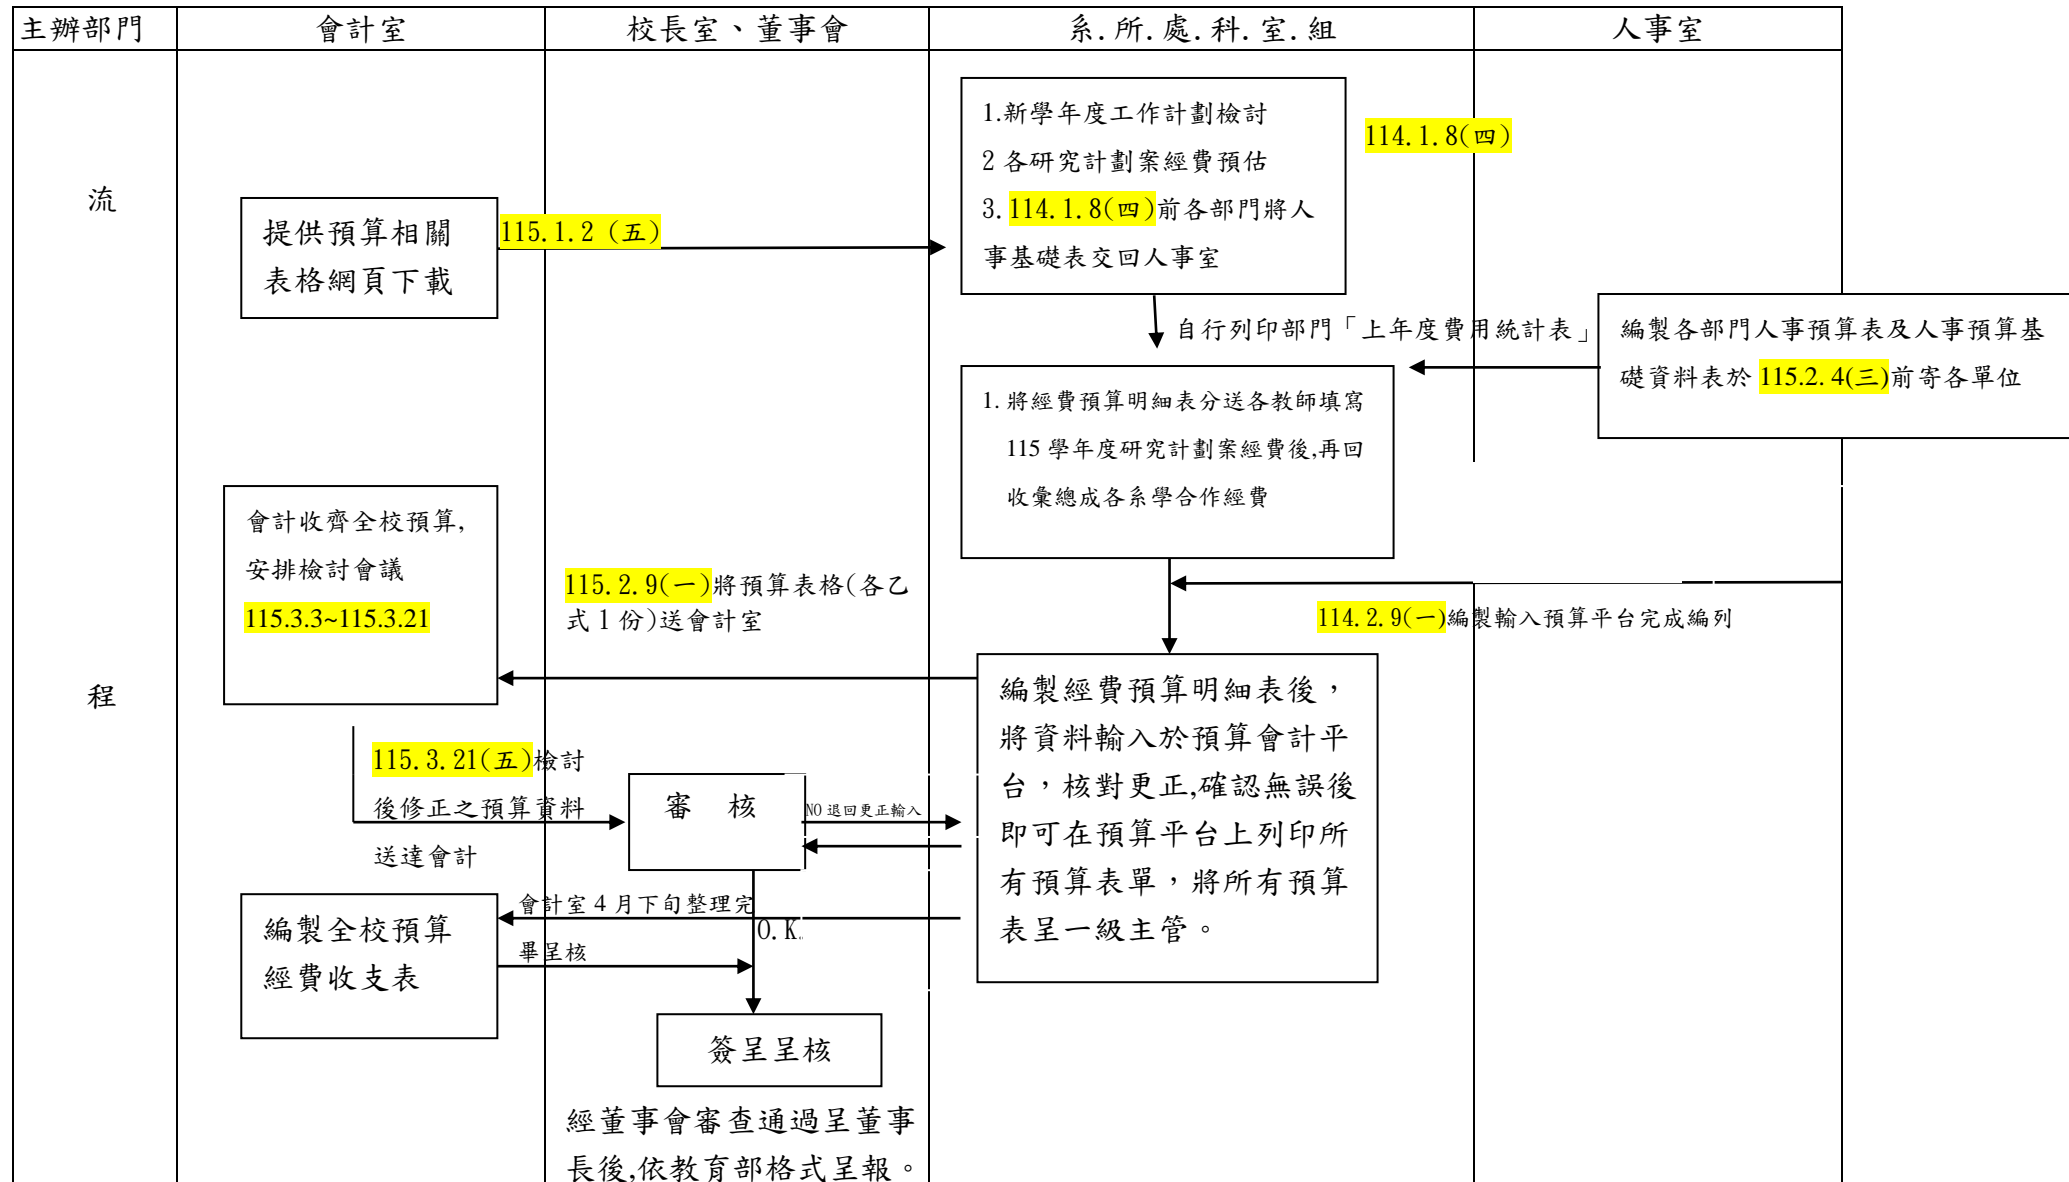 主辦部門
會計室
校長室、董事會
系.所.處.科.室.組
人事室
流
程
提供預算相關
表格網頁下載
115.1.2 (五)
1.新學年度工作計劃檢討
2 各研究計劃案經費預估
3.114.1.8(四)前各部門將人
事基礎表交回人事室
114.1.8(四)
自行列印部門「上年度費用統計表」
編製各部門人事預算表及人事預算基
礎資料表於 115.2.4(三)前寄各單位
1. 將經費預算明細表分送各教師填寫
115 學年度研究計劃案經費後,再回
收彙總成各系學合作經費
會計收齊全校預算,
安排檢討會議
115.3.3~115.3.21
115.2.9(一)將預算表格(各乙
式 1 份)送會計室
114.2.9(一)編製輸入預算平台完成編列
編製經費預算明細表後，
將資料輸入於預算會計平
台，核對更正,確認無誤後
即可在預算平台上列印所
有預算表單，將所有預算
表呈一級主管。
115.3.21(五)檢討
後修正之預算資料
送達會計
審 核
NO 退回更正輸入
會計室 4 月下旬整理完
畢呈核
O.K.
編製全校預算
經費收支表
簽呈呈核
經董事會審查通過呈董事
長後,依教育部格式呈報。